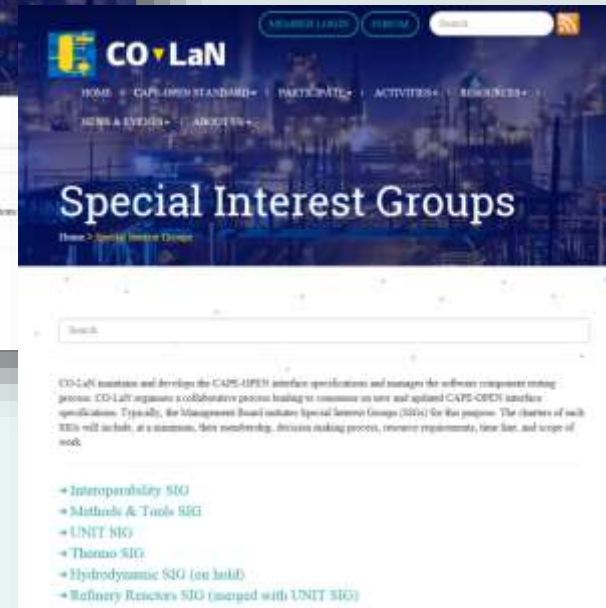 MEMBER LOGIN FORUM Search
CO LaN
HOME CAPE-OPEN STANDARD PARTICIPATE ACTIVITIES RESOURCES
NEWS & EVENTS ABOUT US
Special Interest Groups
Home > Special Interest Groups
Search
CO-LaN maintains and develops the CAPE-OPEN interface specifications and manages the software component testing
process. CO-LaN organises a collaborative process leading to consensus on new and updated CAPE-OPEN interface
specifications. Typically, the Management Board initiates Special Interest Groups (SIGs) for this purpose. The charters of such
SIGs will include, at a minimum, their membership, decision making process, resource requirements, time line, and scope of
work.
➔ Interoperability SIG
➔ Methods & Tools SIG
➔ UNIT SIG
➔ Thermo SIG
➔ Hydrodynamic SIG (on hold)
➔ Refinery Reactors SIG (merged with UNIT SIG)